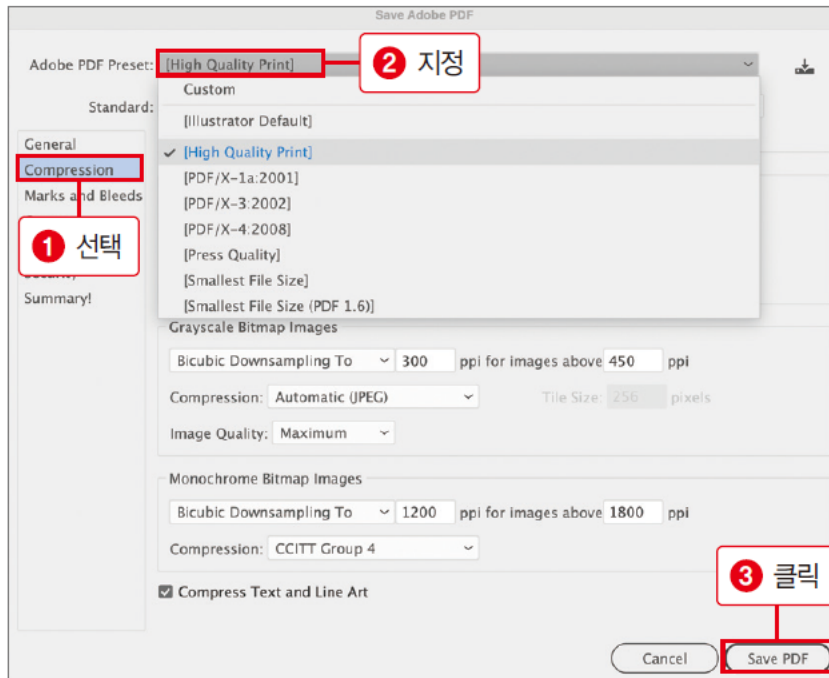 Save Adobe PDF
Adobe PDF Preset: [High Quality Print]
❷ 지정
Custom
Standard:
[Illustrator Default]
General
✓ [High Quality Print]
Compression
[PDF/X-1a:2001]
Marks and Bleeds
[PDF/X-3:2002]
[PDF/X-4:2008]
❶ 선택
[Press Quality]
[Smallest File Size]
Summary!
[Smallest File Size (PDF 1.6)]
Grayscale Bitmap Images
Bicubic Downsampling To 300 ppi for images above 450 ppi
Compression: Automatic (JPEG) Tile Size: 256 pixels
Image Quality: Maximum
Monochrome Bitmap Images
Bicubic Downsampling To 1200 ppi for images above 1800 ppi
Compression: CCITT Group 4
❸ 클릭
Compress Text and Line Art
Cancel Save PDF